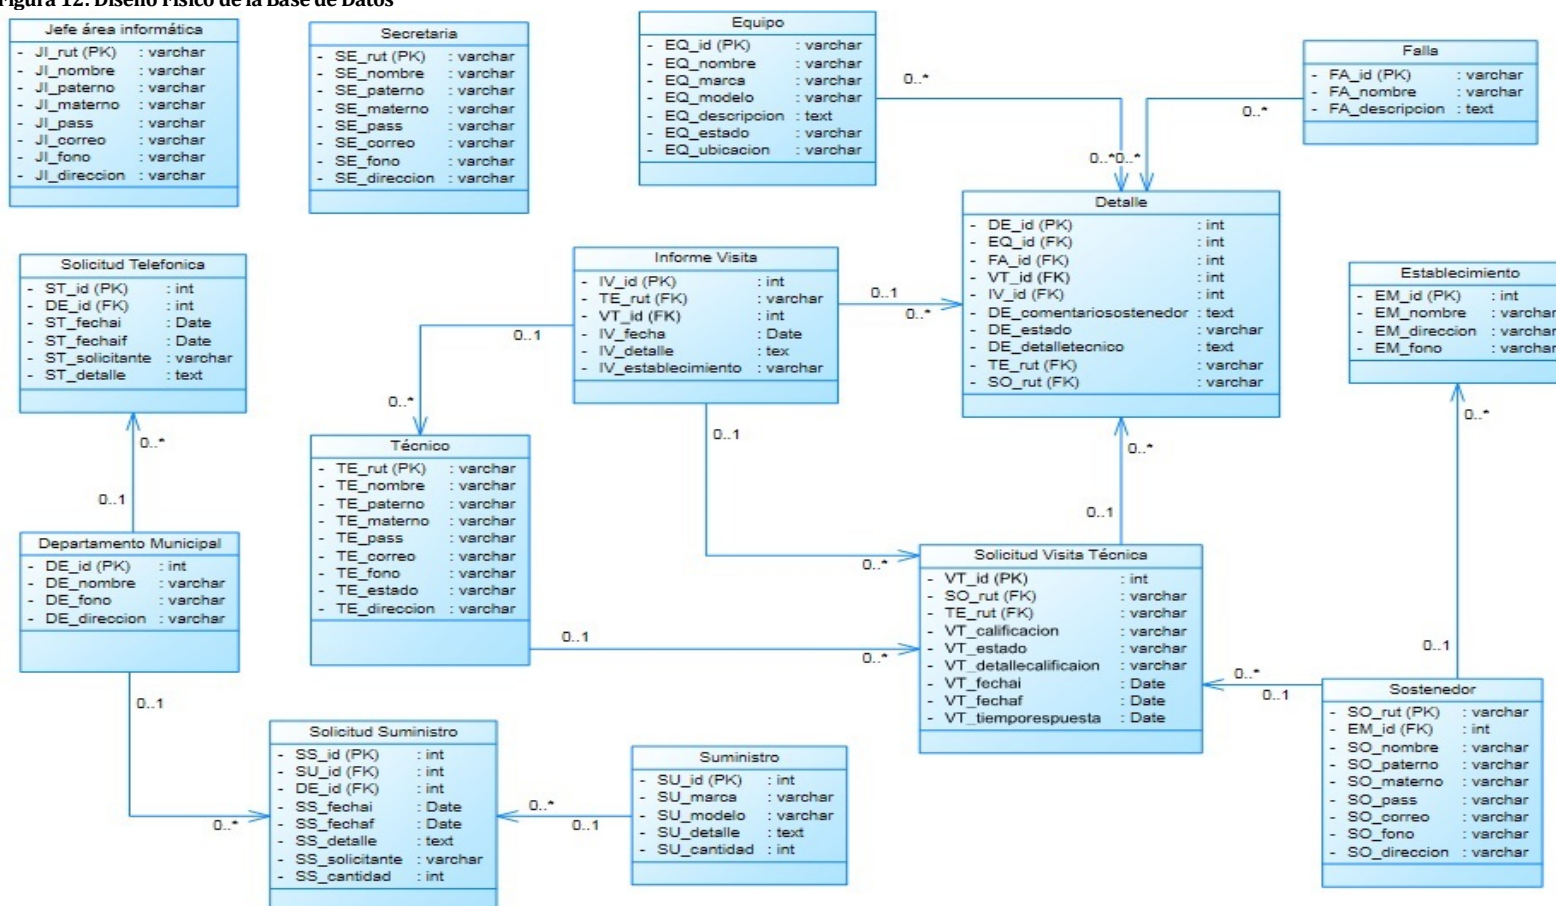 Figura 12. Diseño Físico de la Base de Datos
Jefe área informática
- JI_rut (PK) : varchar
- JI_nombre : varchar
- JI_paterno : varchar
- JI_materno : varchar
- JI_pass : varchar
- JI_correo : varchar
- JI_fono : varchar
- JI_direccion : varchar
Secretaria
- SE_rut (PK) : varchar
- SE_nombre : varchar
- SE_paterno : varchar
- SE_materno : varchar
- SE_pass : varchar
- SE_correo : varchar
- SE_fono : varchar
- SE_direccion : varchar
Equipo
- EQ_id (PK) : varchar
- EQ_nombre : varchar
- EQ_marca : varchar
- EQ_modelo : varchar
- EQ_descripcion : text
- EQ_estado : varchar
- EQ_ubicacion : varchar
0..*
Falla
- FA_id (PK) : varchar
- FA_nombre : varchar
- FA_descripcion : text
0..*
0..*0..*
Detalle
- DE_id (PK) : int
- EQ_id (FK) : int
- FA_id (FK) : int
- VT_id (FK) : int
- IV_id (FK) : int
- DE_comentariosostenedor : text
- DE_estado : varchar
- DE_detalletecnico : text
- TE_rut (FK) : varchar
- SO_rut (FK) : varchar
Solicitud Telefonica
- ST_id (PK) : int
- DE_id (FK) : int
- ST_fechai : Date
- ST_fechaif : Date
- ST_solicitante : varchar
- ST_detalle : text
Informe Visita
- IV_id (PK) : int
- TE_rut (FK) : varchar
- VT_id (FK) : int
- IV_fecha : Date
- IV_detalle : tex
- IV_establecimiento : varchar
0..1
0..*
Establecimiento
- EM_id (PK) : int
- EM_nombre : varchar
- EM_direccion : varchar
- EM_fono : varchar
0..1
0..*
0..1
0..*
0..*
0..*
Técnico
- TE_rut (PK) : varchar
- TE_nombre : varchar
- TE_paterno : varchar
- TE_materno : varchar
- TE_pass : varchar
- TE_correo : varchar
- TE_fono : varchar
- TE_estado : varchar
- TE_direccion : varchar
0..1
0..1
Departamento Municipal
- DE_id (PK) : int
- DE_nombre : varchar
- DE_fono : varchar
- DE_direccion : varchar
0..*
Solicitud Visita Técnica
- VT_id (PK) : int
- SO_rut (FK) : varchar
- TE_rut (FK) : varchar
- VT_calificacion : varchar
- VT_estado : varchar
- VT_detallecalificaion : varchar
- VT_fechai : Date
- VT_fechaf : Date
- VT_tiemporespuesta : Date
0..1
0..*
0..1
0..*
0..1
Sostenedor
- SO_rut (PK) : varchar
- EM_id (FK) : int
- SO_nombre : varchar
- SO_paterno : varchar
- SO_materno : varchar
- SO_pass : varchar
- SO_correo : varchar
- SO_fono : varchar
- SO_direccion : varchar
0..1
0..*
Solicitud Suministro
- SS_id (PK) : int
- SU_id (FK) : int
- DE_id (FK) : int
- SS_fechai : Date
- SS_fechaf : Date
- SS_detalle : text
- SS_solicitante : varchar
- SS_cantidad : int
0..*
0..1
Suministro
- SU_id (PK) : int
- SU_marca : varchar
- SU_modelo : varchar
- SU_detalle : text
- SU_cantidad : int